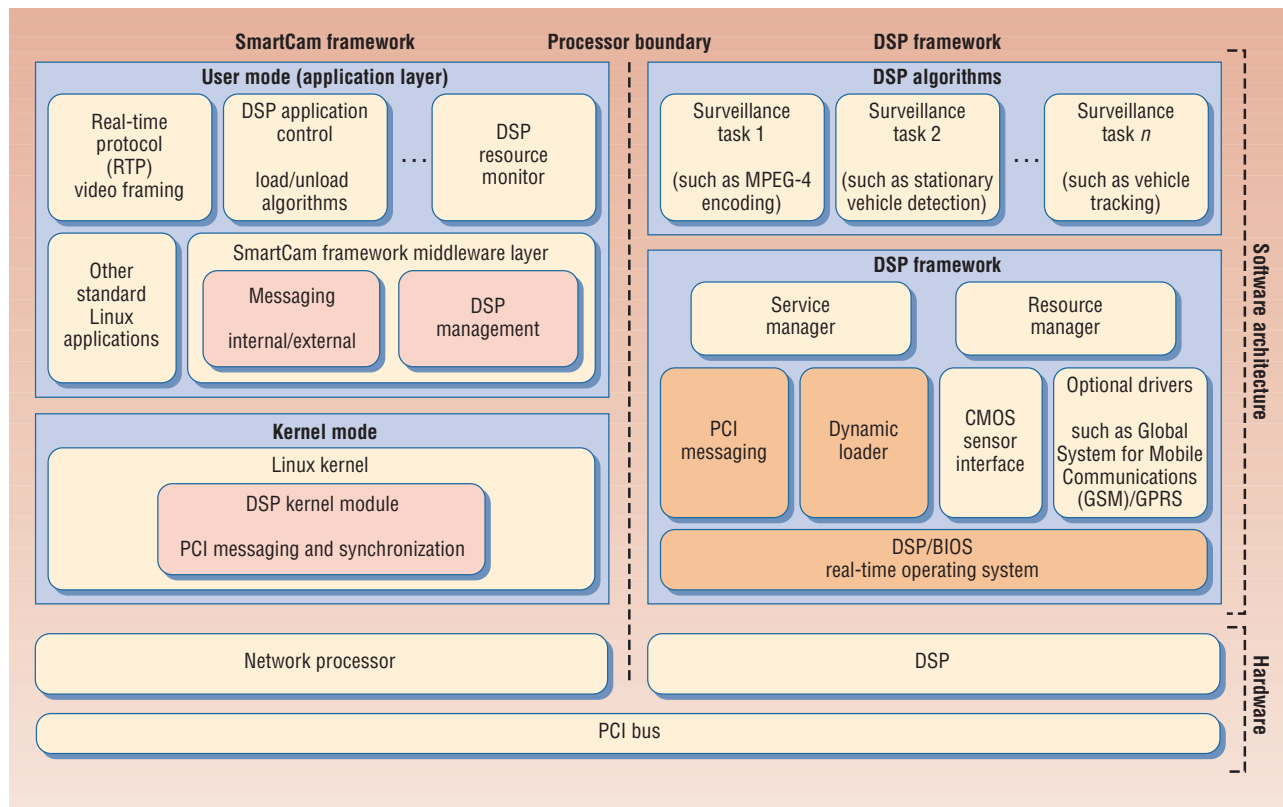 SmartCam framework
Processor boundary
DSP framework
User mode (application layer)
Real-time
protocol
(RTP)
video framing
DSP application
control
load/unload
algorithms
...
DSP
resource
monitor
Other
standard
Linux
applications
SmartCam framework middleware layer
Messaging
internal/external
DSP
management
Kernel mode
Linux kernel
DSP kernel module
PCI messaging and synchronization
DSP algorithms
Surveillance
task 1
(such as MPEG-4
encoding)
Surveillance
task 2
(such as stationary
vehicle detection)
...
Surveillance
task n
(such as vehicle
tracking)
DSP framework
Service
manager
Resource
manager
PCI
messaging
Dynamic
loader
CMOS
sensor
interface
Optional drivers
such as Global
System for Mobile
Communications
(GSM)/GPRS
DSP/BIOS
real-time operating system
Software architecture
Network processor
DSP
PCI bus
Hardware